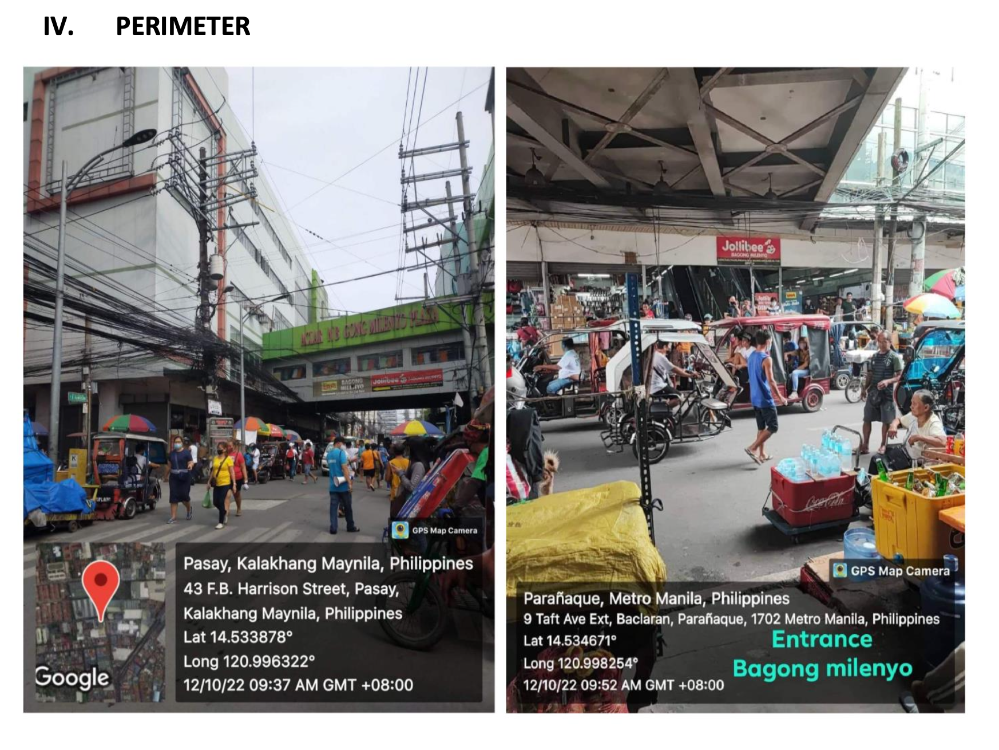 IV. PERIMETER
BAGONG
Jollibee
GPS Map Camera
Pasay, Kalakhang Maynila, Philippines
43 F.B. Harrison Street, Pasay,
Kalakhang Maynila, Philippines
Lat 14.533878°
Long 120.996322°
12/10/22 09:37 AM GMT +08:00
Google
Jollibee
BAGONG MILENYO
Coca-Cola
GPS Map Camera
Parañaque, Metro Manila, Philippines
9 Taft Ave Ext, Baclaran, Parañaque, 1702 Metro Manila, Philippines
Lat 14.534671°
Long 120.998254°
12/10/22 09:52 AM GMT +08:00
Entrance
Bagong milenyo